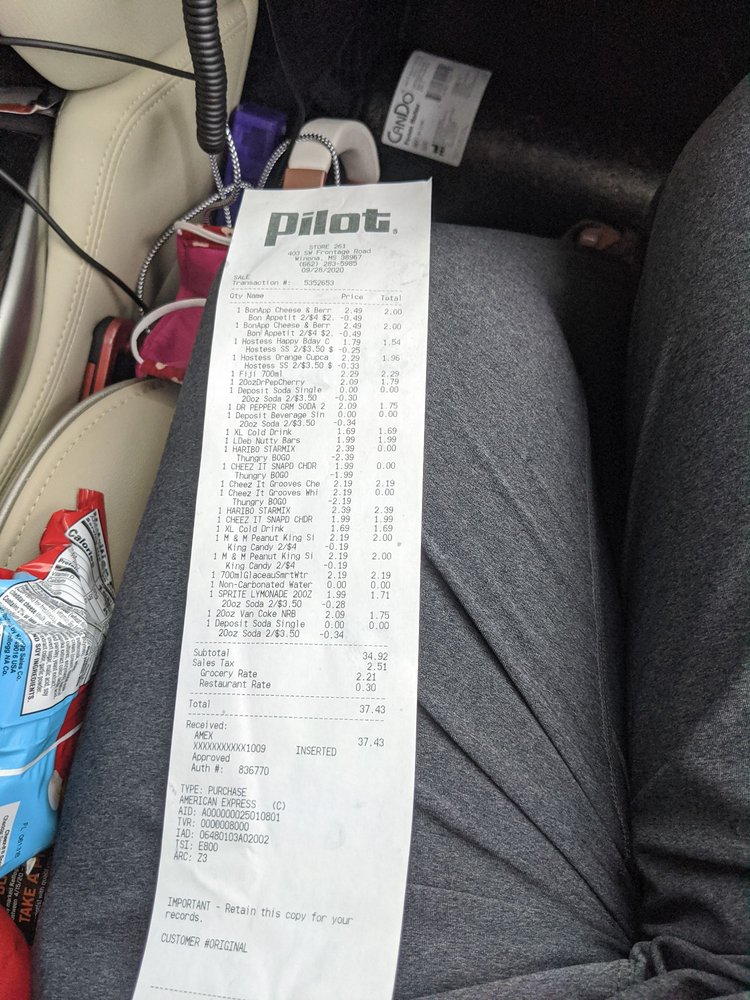 CanDo
Pilot
STORE 261
403 SW Frontage Road
Winona, MS 38967
(662) 283-5985
09/28/2020
SALE
Transaction #: 5352653
Qty Name Price Total
1 BonApp Cheese & Berr 2.49 2.00
Bon Appetit 2/$4 $2. -0.49
1 BonApp Cheese & Berr 2.49 2.00
Bon Appetit 2/$4 $2. -0.49
1 Hostess Happy Bday C 1.79 1.54
Hostess SS 2/$3.50 $ -0.25
1 Hostess Orange Cupca 2.29 1.96
Hostess SS 2/$3.50 $ -0.33
1 Fiji 700ml 2.29 2.29
1 20ozDrPepCherry 2.09 1.79
1 Deposit Soda Single 0.00 0.00
20oz Soda 2/$3.50 -0.30
1 DR PEPPER CRM SODA 2 2.09 1.75
1 Deposit Beverage Sin 0.00 0.00
20oz Soda 2/$3.50 -0.34
1 XL Cold Drink 1.69 1.69
1 LDeb Nutty Bars 1.99 1.99
1 HARIBO STARMIX 2.39 0.00
Thungry BOGO -2.39
1 CHEEZ IT SNAPD CHDR 1.99 0.00
Thungry BOGO -1.99
1 Cheez It Grooves Che 2.19 2.19
1 Cheez It Grooves Whi 2.19 0.00
Thungry BOGO -2.19
1 HARIBO STARMIX 2.39 2.39
1 CHEEZ IT SNAPD CHDR 1.99 1.99
1 XL Cold Drink 1.69 1.69
1 M & M Peanut King Si 2.19 2.00
King Candy 2/$4 -0.19
1 M & M Peanut King Si 2.19 2.00
King Candy 2/$4 -0.19
1 700mlGlaceauSmrtWtr 2.19 2.19
1 Non-Carbonated Water 0.00 0.00
1 SPRITE LYMONADE 20OZ 1.99 1.71
20oz Soda 2/$3.50 -0.28
1 20oz Van Coke NRB 2.09 1.75
1 Deposit Soda Single 0.00 0.00
20oz Soda 2/$3.50 -0.34
Subtotal 34.92
Sales Tax 2.51
Grocery Rate 2.21
Restaurant Rate 0.30
Total 37.43
Received:
AMEX 37.43
XXXXXXXXXXX1009 INSERTED
Approved
Auth #: 836770
TYPE: PURCHASE
AMERICAN EXPRESS (C)
AID: A000000025010801
TVR: 0000008000
IAD: 06480103A02002
TSI: E800
ARC: Z3
IMPORTANT - Retain this copy for your
records.
CUSTOMER #ORIGINAL
Calories
SOY INGREDIENTS.
TAKE A